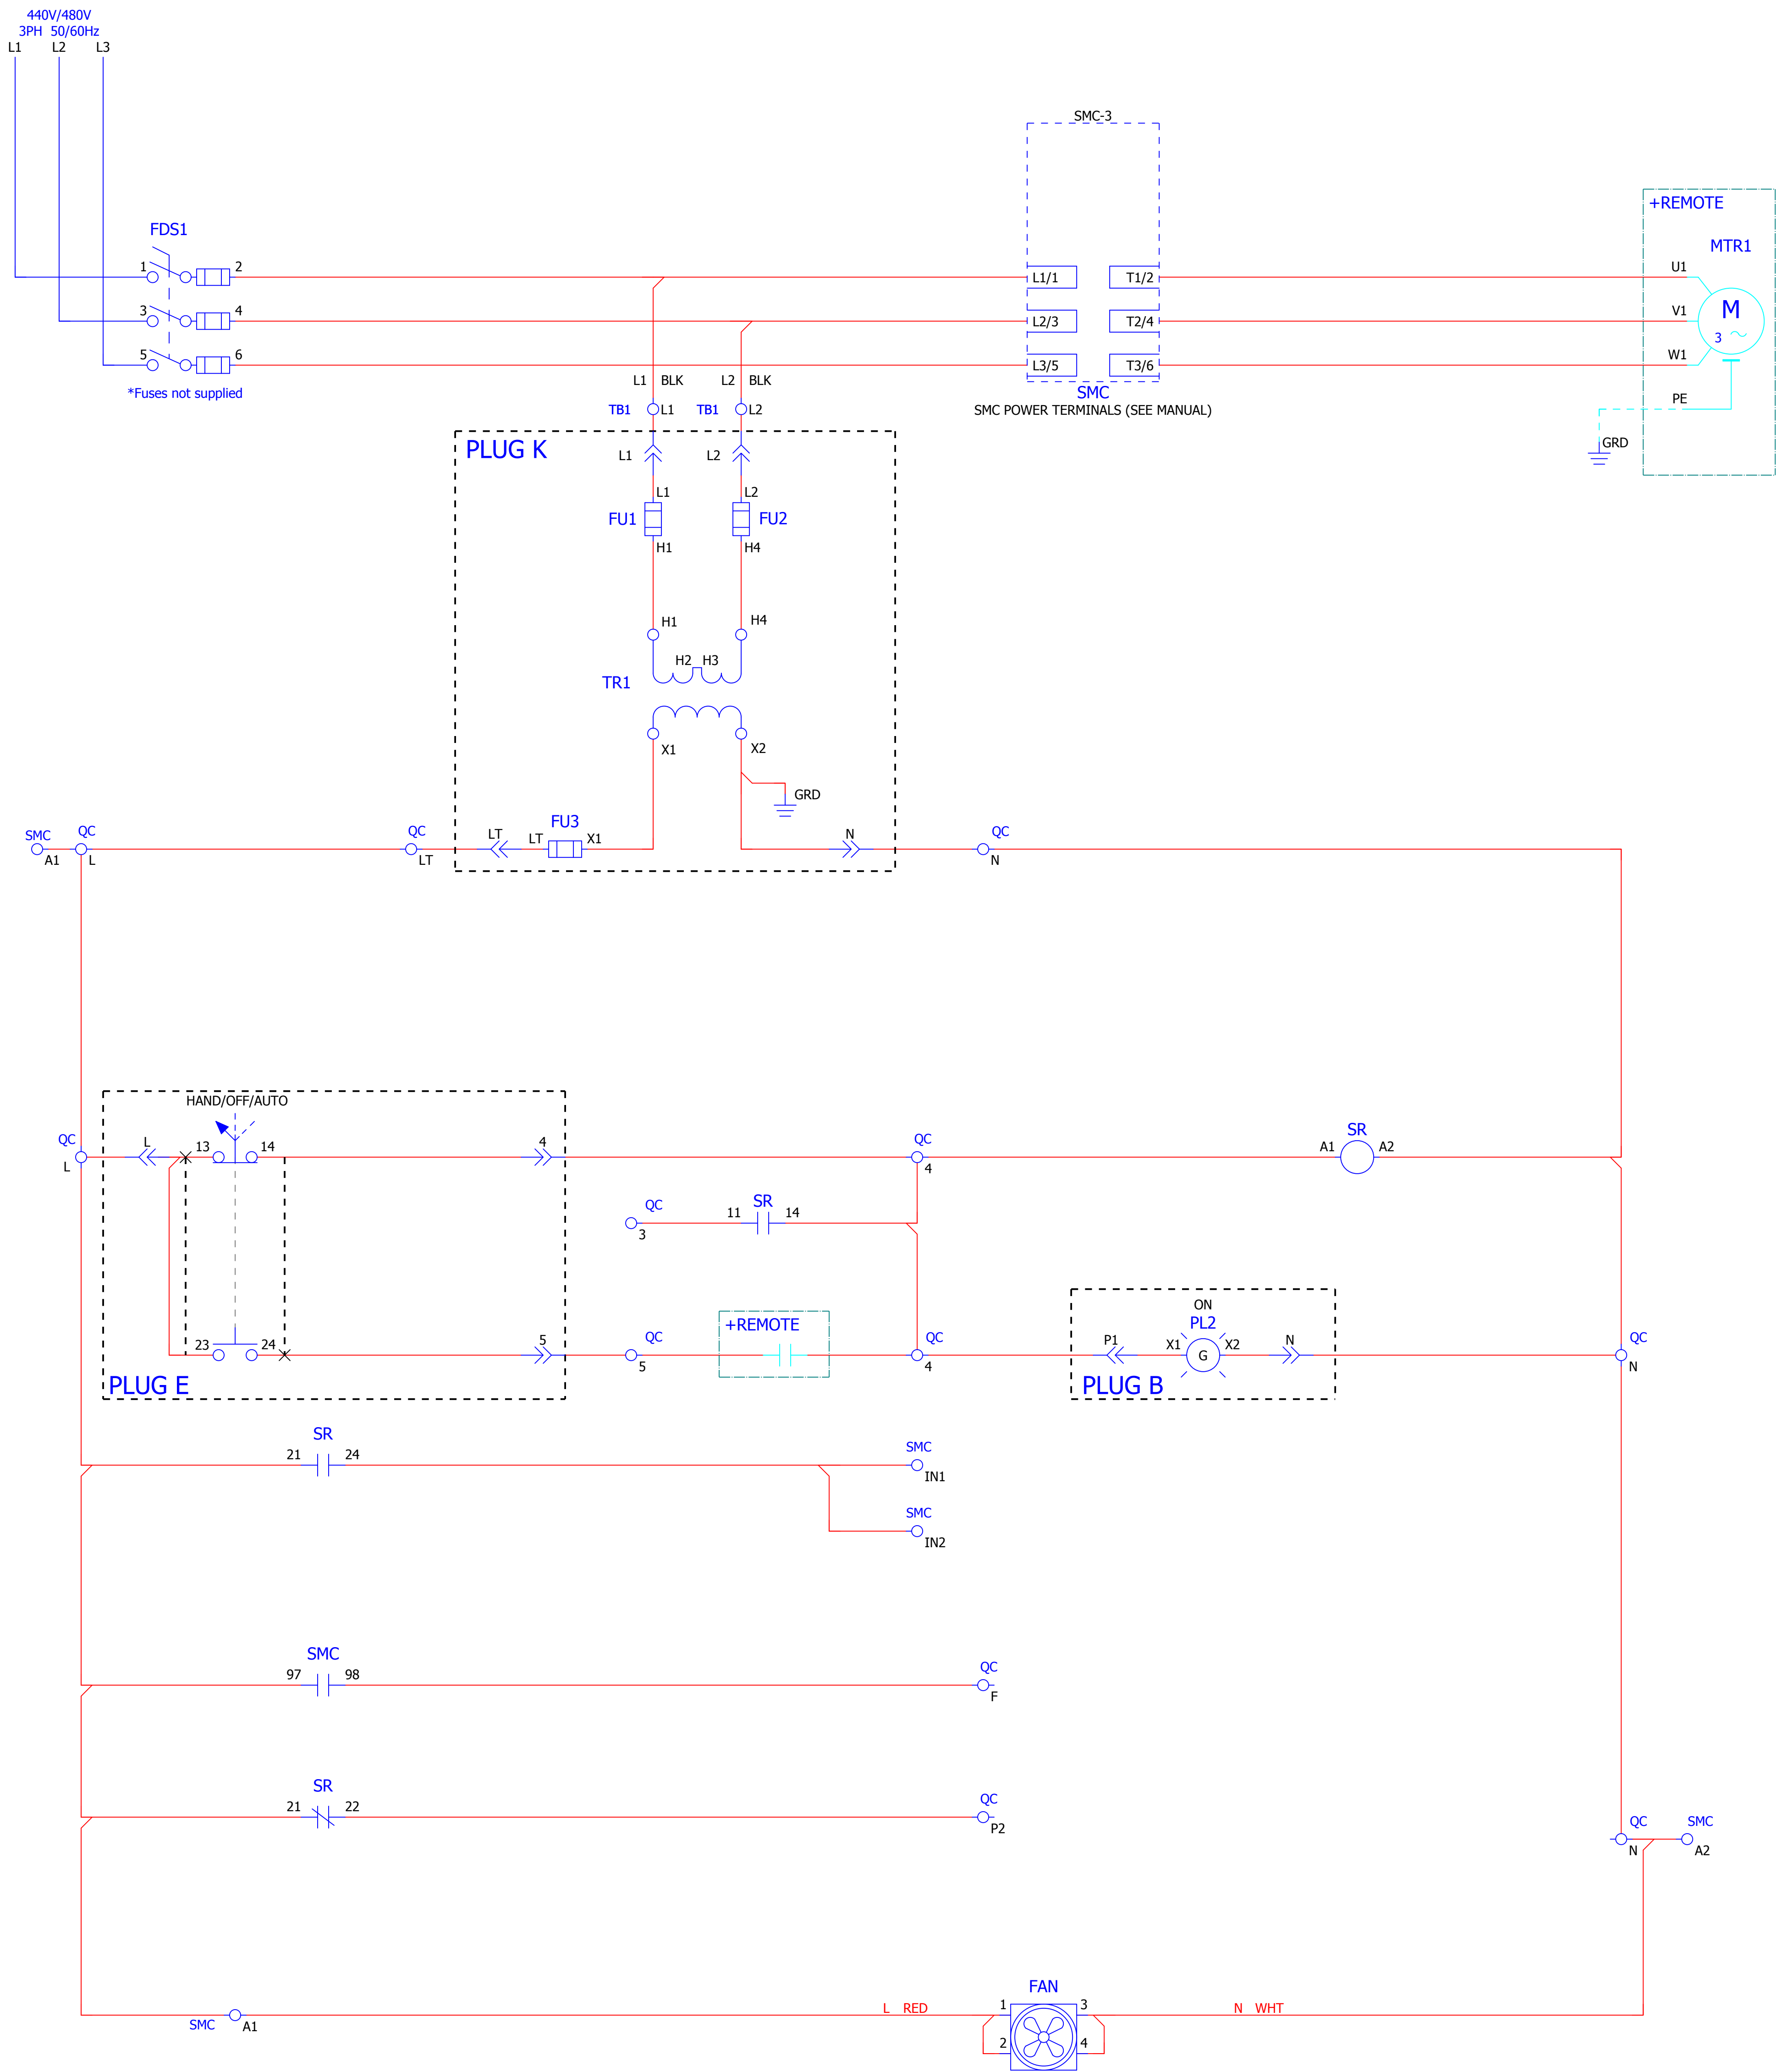 440V/480V
3PH 50/60Hz
L1 L2 L3
SMC-3
+REMOTE
FDS1
MTR1
1 2 L1/1 T1/2 U1
3 4 L2/3 T2/4 V1 M
3
5 6 L3/5 T3/6 W1
*Fuses not supplied
L1 BLK L2 BLK
SMC
PE
TB1 L1 TB1 L2
SMC POWER TERMINALS (SEE MANUAL)
GRD
PLUG K
L1 L2
L1 L2
FU1 FU2
H1 H4
H1 H4
H2 H3
TR1
X1 X2
GRD
FU3
SMC QC QC LT LT X1 N QC
A1 L LT N
HAND/OFF/AUTO
QC L 13 14 4 QC SR
A1 A2
L 4
QC SR
11 14
3
ON
+REMOTE PL2
23 24 5 QC P1 X1 G X2 N QC
5 4 N
PLUG E PLUG B
SR
21 24 SMC
IN1
SMC
IN2
SMC
97 98 QC
F
SR
21 22 QC
P2
QC SMC
N A2
FAN
L RED 1 3 N WHT
SMC A1
2 4